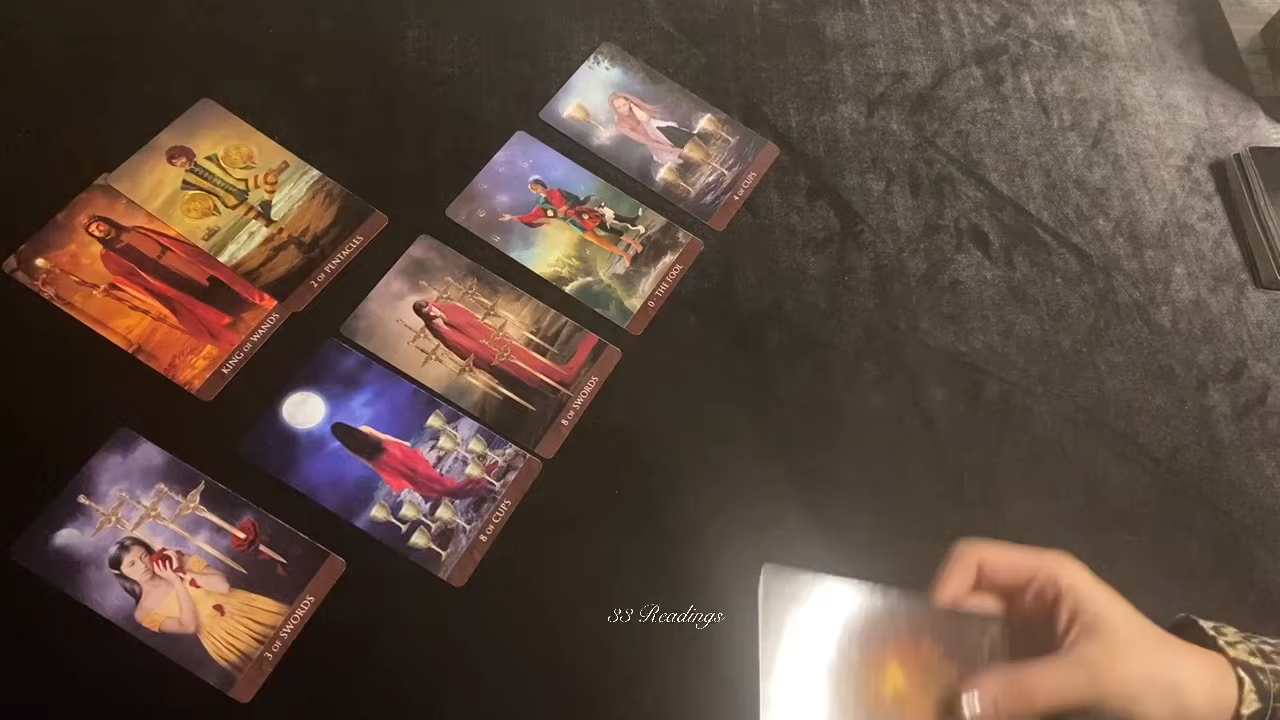 4 OF CUPS
0 - THE FOOL
2 OF PENTACLES
KING OF WANDS
8 OF SWORDS
8 OF CUPS
3 OF SWORDS
33 Readings